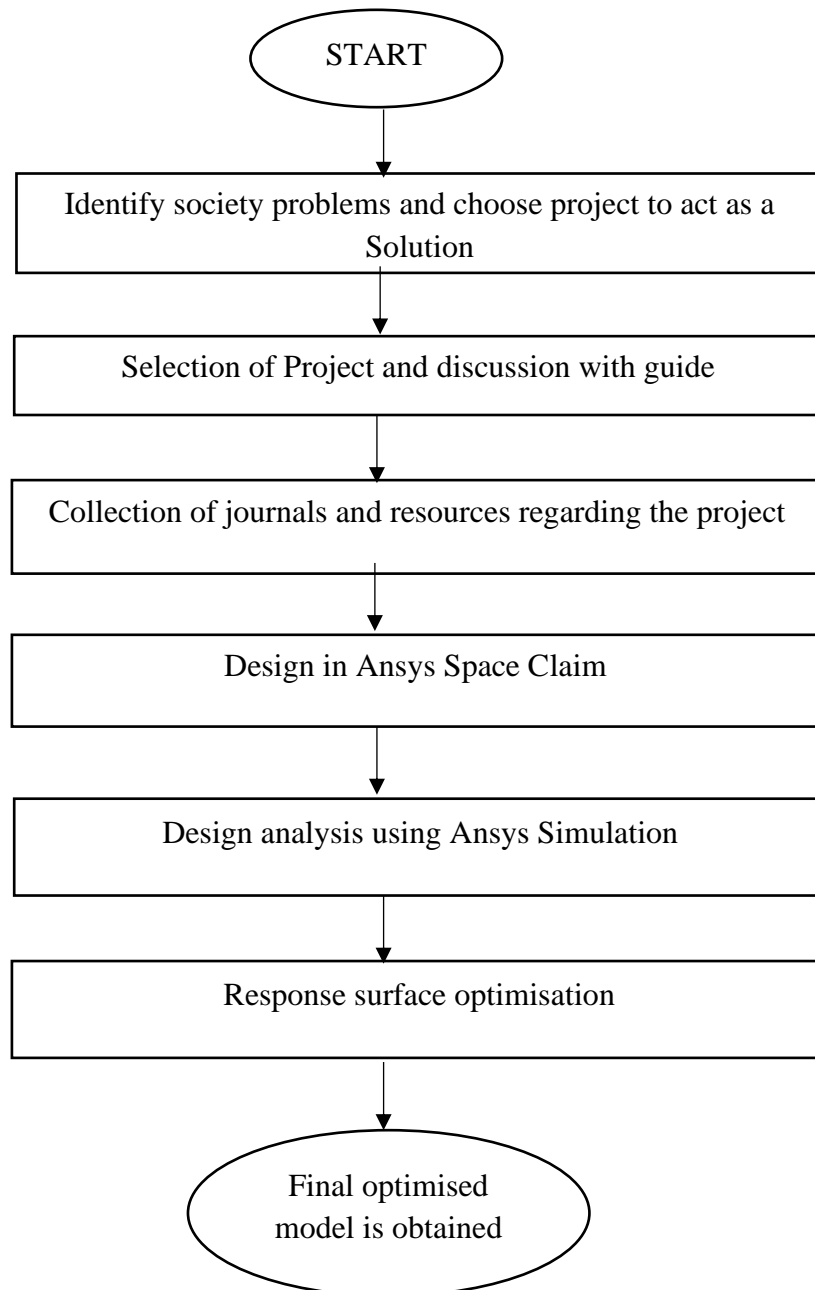 START
Identify society problems and choose project to act as a
Solution
Selection of Project and discussion with guide
Collection of journals and resources regarding the project
Design in Ansys Space Claim
Design analysis using Ansys Simulation
Response surface optimisation
Final optimised
model is obtained